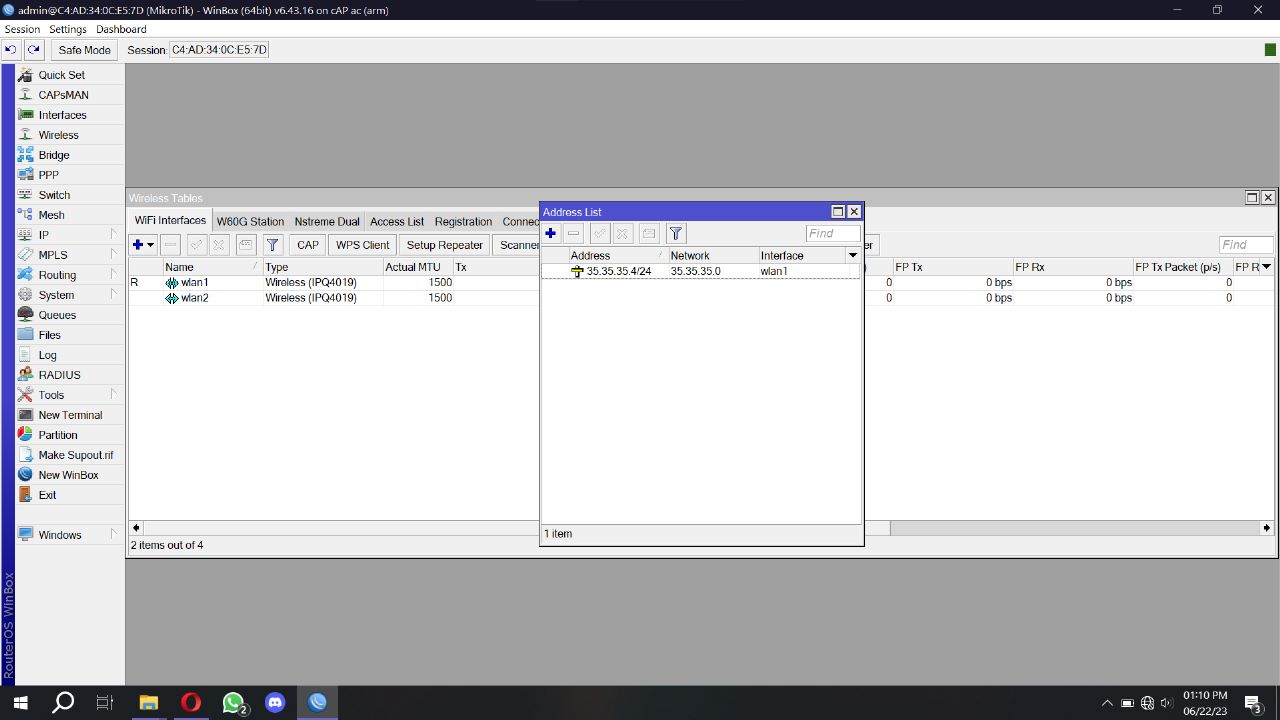 admin@C4:AD:34:0C:E5:7D (MikroTik) - WinBox (64bit) v6.43.16 on cAP ac (arm)
Session Settings Dashboard
Safe Mode Session: C4:AD:34:0C:E5:7D
Quick Set
CAPsMAN
Interfaces
Wireless
Bridge
PPP
Switch
Mesh
IP
MPLS
Routing
System
Queues
Files
Log
RADIUS
Tools
New Terminal
Partition
Make Supout.rif
New WinBox
Exit
Windows
RouterOS WinBox
Wireless Tables
WiFi Interfaces W60G Station Nstreme Dual Access List Registration Connec
CAP WPS Client Setup Repeater Scanner er Find
Name Type Actual MTU Tx ) FP Tx FP Rx FP Tx Packet (p/s) FP R
R wlan1 Wireless (IPQ4019) 1500 0 0 bps 0 bps 0
wlan2 Wireless (IPQ4019) 1500 0 0 bps 0 bps 0
2 items out of 4
Address List
Find
Address Network Interface
35.35.35.4/24 35.35.35.0 wlan1
1 item
2
01:10 PM
06/22/23
3